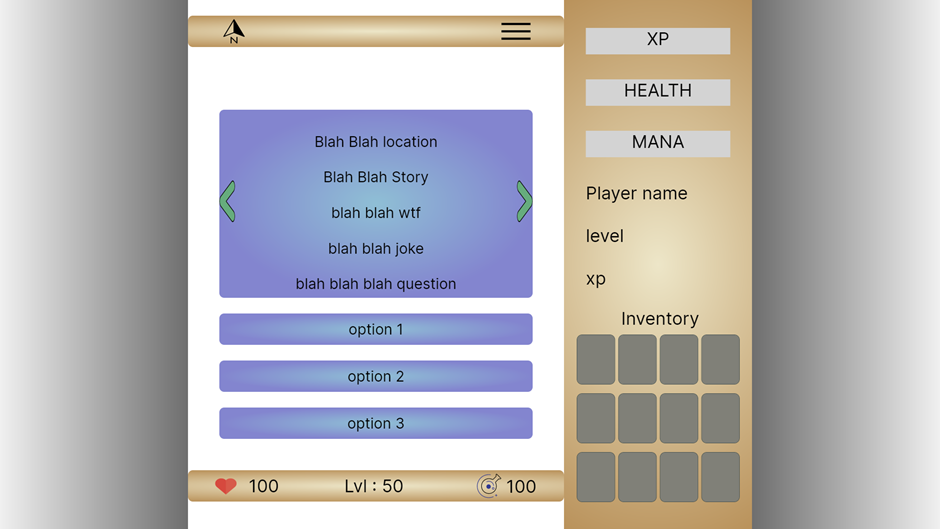 N
Blah Blah location
Blah Blah Story
blah blah wtf
blah blah joke
blah blah blah question
option 1
option 2
option 3
100
Lvl : 50
100
XP
HEALTH
MANA
Player name
level
xp
Inventory